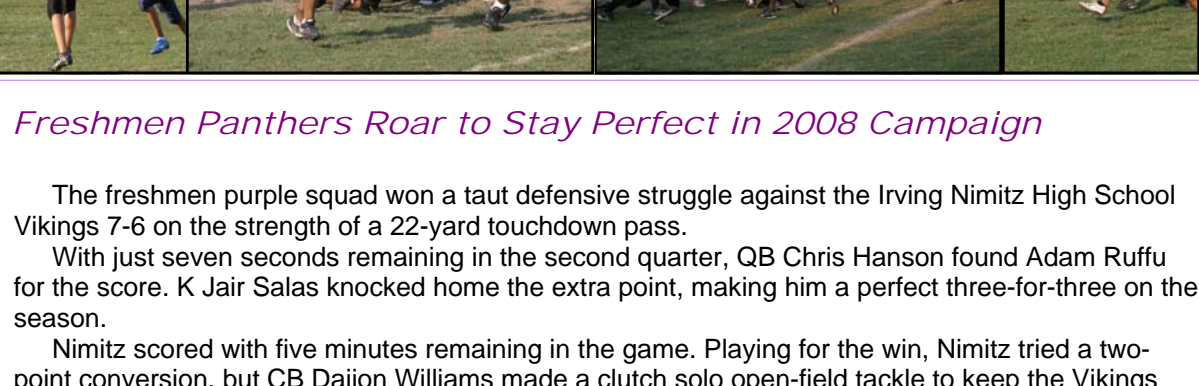 Freshmen Panthers Roar to Stay Perfect in 2008 Campaign
The freshmen purple squad won a taut defensive struggle against the Irving Nimitz High School
Vikings 7-6 on the strength of a 22-yard touchdown pass.
With just seven seconds remaining in the second quarter, QB Chris Hanson found Adam Ruffu
for the score. K Jair Salas knocked home the extra point, making him a perfect three-for-three on the
season.
Nimitz scored with five minutes remaining in the game. Playing for the win, Nimitz tried a two-
point conversion, but CB Daijon Williams made a clutch solo open-field tackle to keep the Vikings